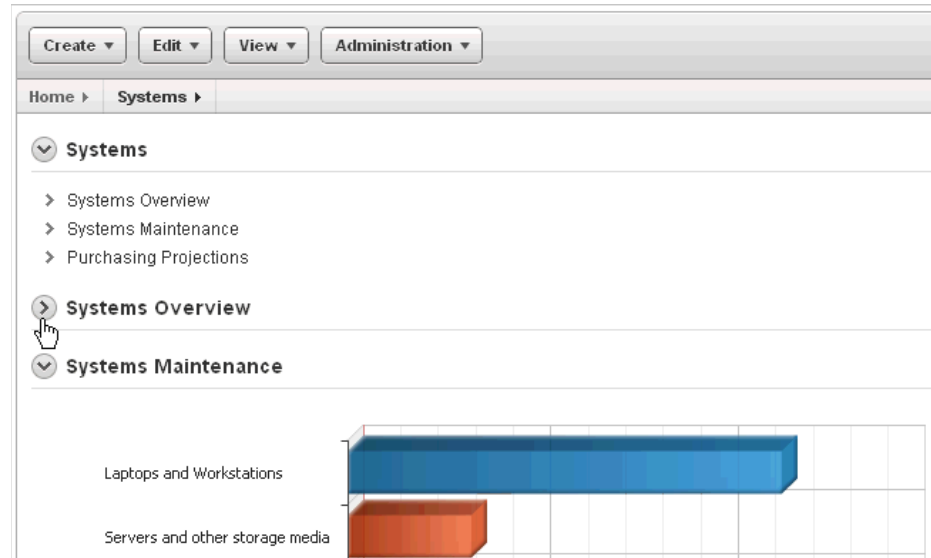 Create Edit View Administration
Home Systems
Systems
Systems Overview
Systems Maintenance
Purchasing Projections
Systems Overview
Systems Maintenance
Laptops and Workstations
Servers and other storage media